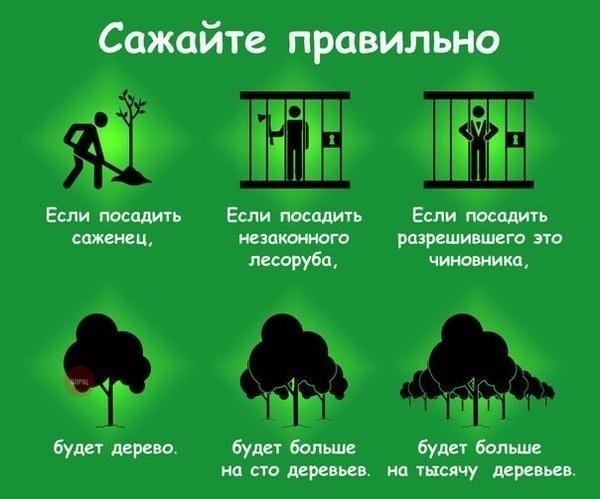 Сажайте правильно
Если посадить
саженец,
Если посадить
незаконного
лесоруба,
Если посадить
разрешившего это
чиновника,
БОРЩ
будет дерево.
будет больше
на сто деревьев.
будет больше
на тысячу деревьев.